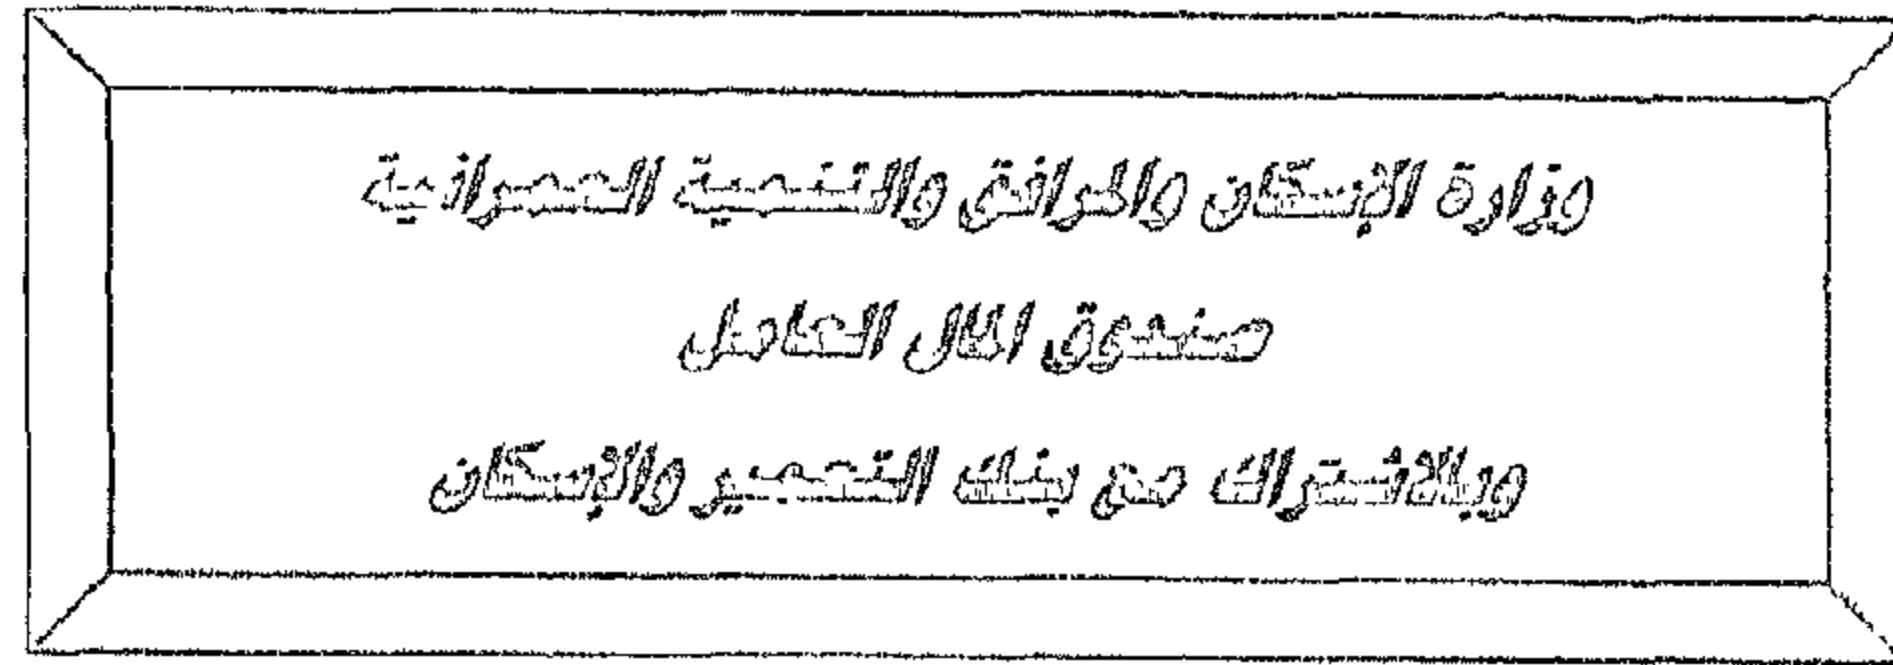 وزارة الإسكان والمرافق والتنمية العمرانية
صندوق المال العامل
وبالاشتراك مع بنك التعمير والإسكان